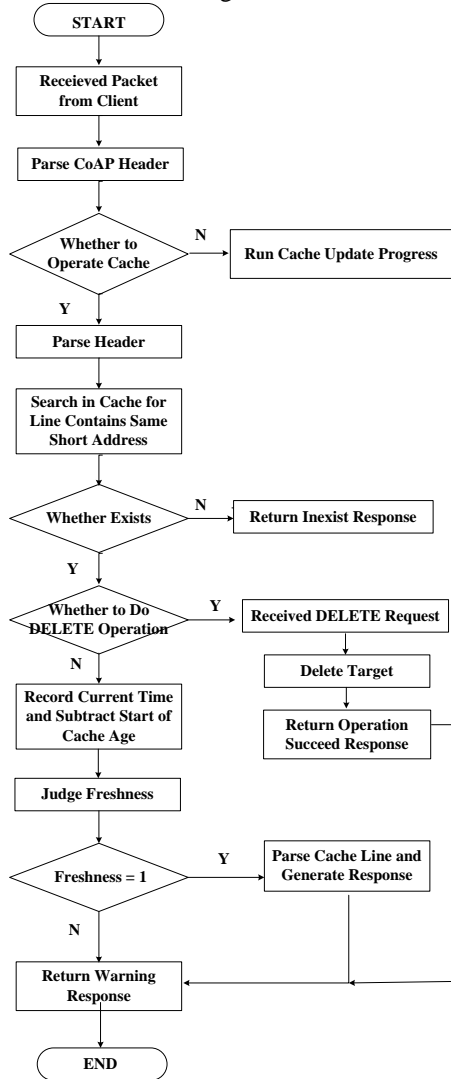 START
Receieved Packet
from Client
Parse CoAP Header
Whether to
Operate Cache
N
Run Cache Update Progress
Y
Parse Header
Search in Cache for
Line Contains Same
Short Address
Whether Exists
N
Return Inexist Response
Y
Whether to Do
DELETE Operation
Y
Received DELETE Request
N
Delete Target
Record Current Time
and Subtract Start of
Cache Age
Return Operation
Succeed Response
Judge Freshness
Freshness = 1
Y
Parse Cache Line and
Generate Response
N
Return Warning
Response
END